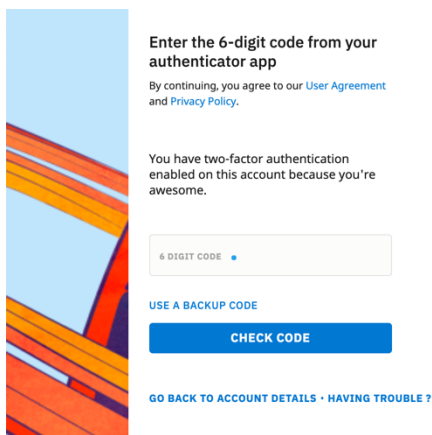 Enter the 6-digit code from your
authenticator app
By continuing, you agree to our User Agreement
and Privacy Policy.
You have two-factor authentication
enabled on this account because you're
awesome.
6 DIGIT CODE
USE A BACKUP CODE
CHECK CODE
GO BACK TO ACCOUNT DETAILS • HAVING TROUBLE ?